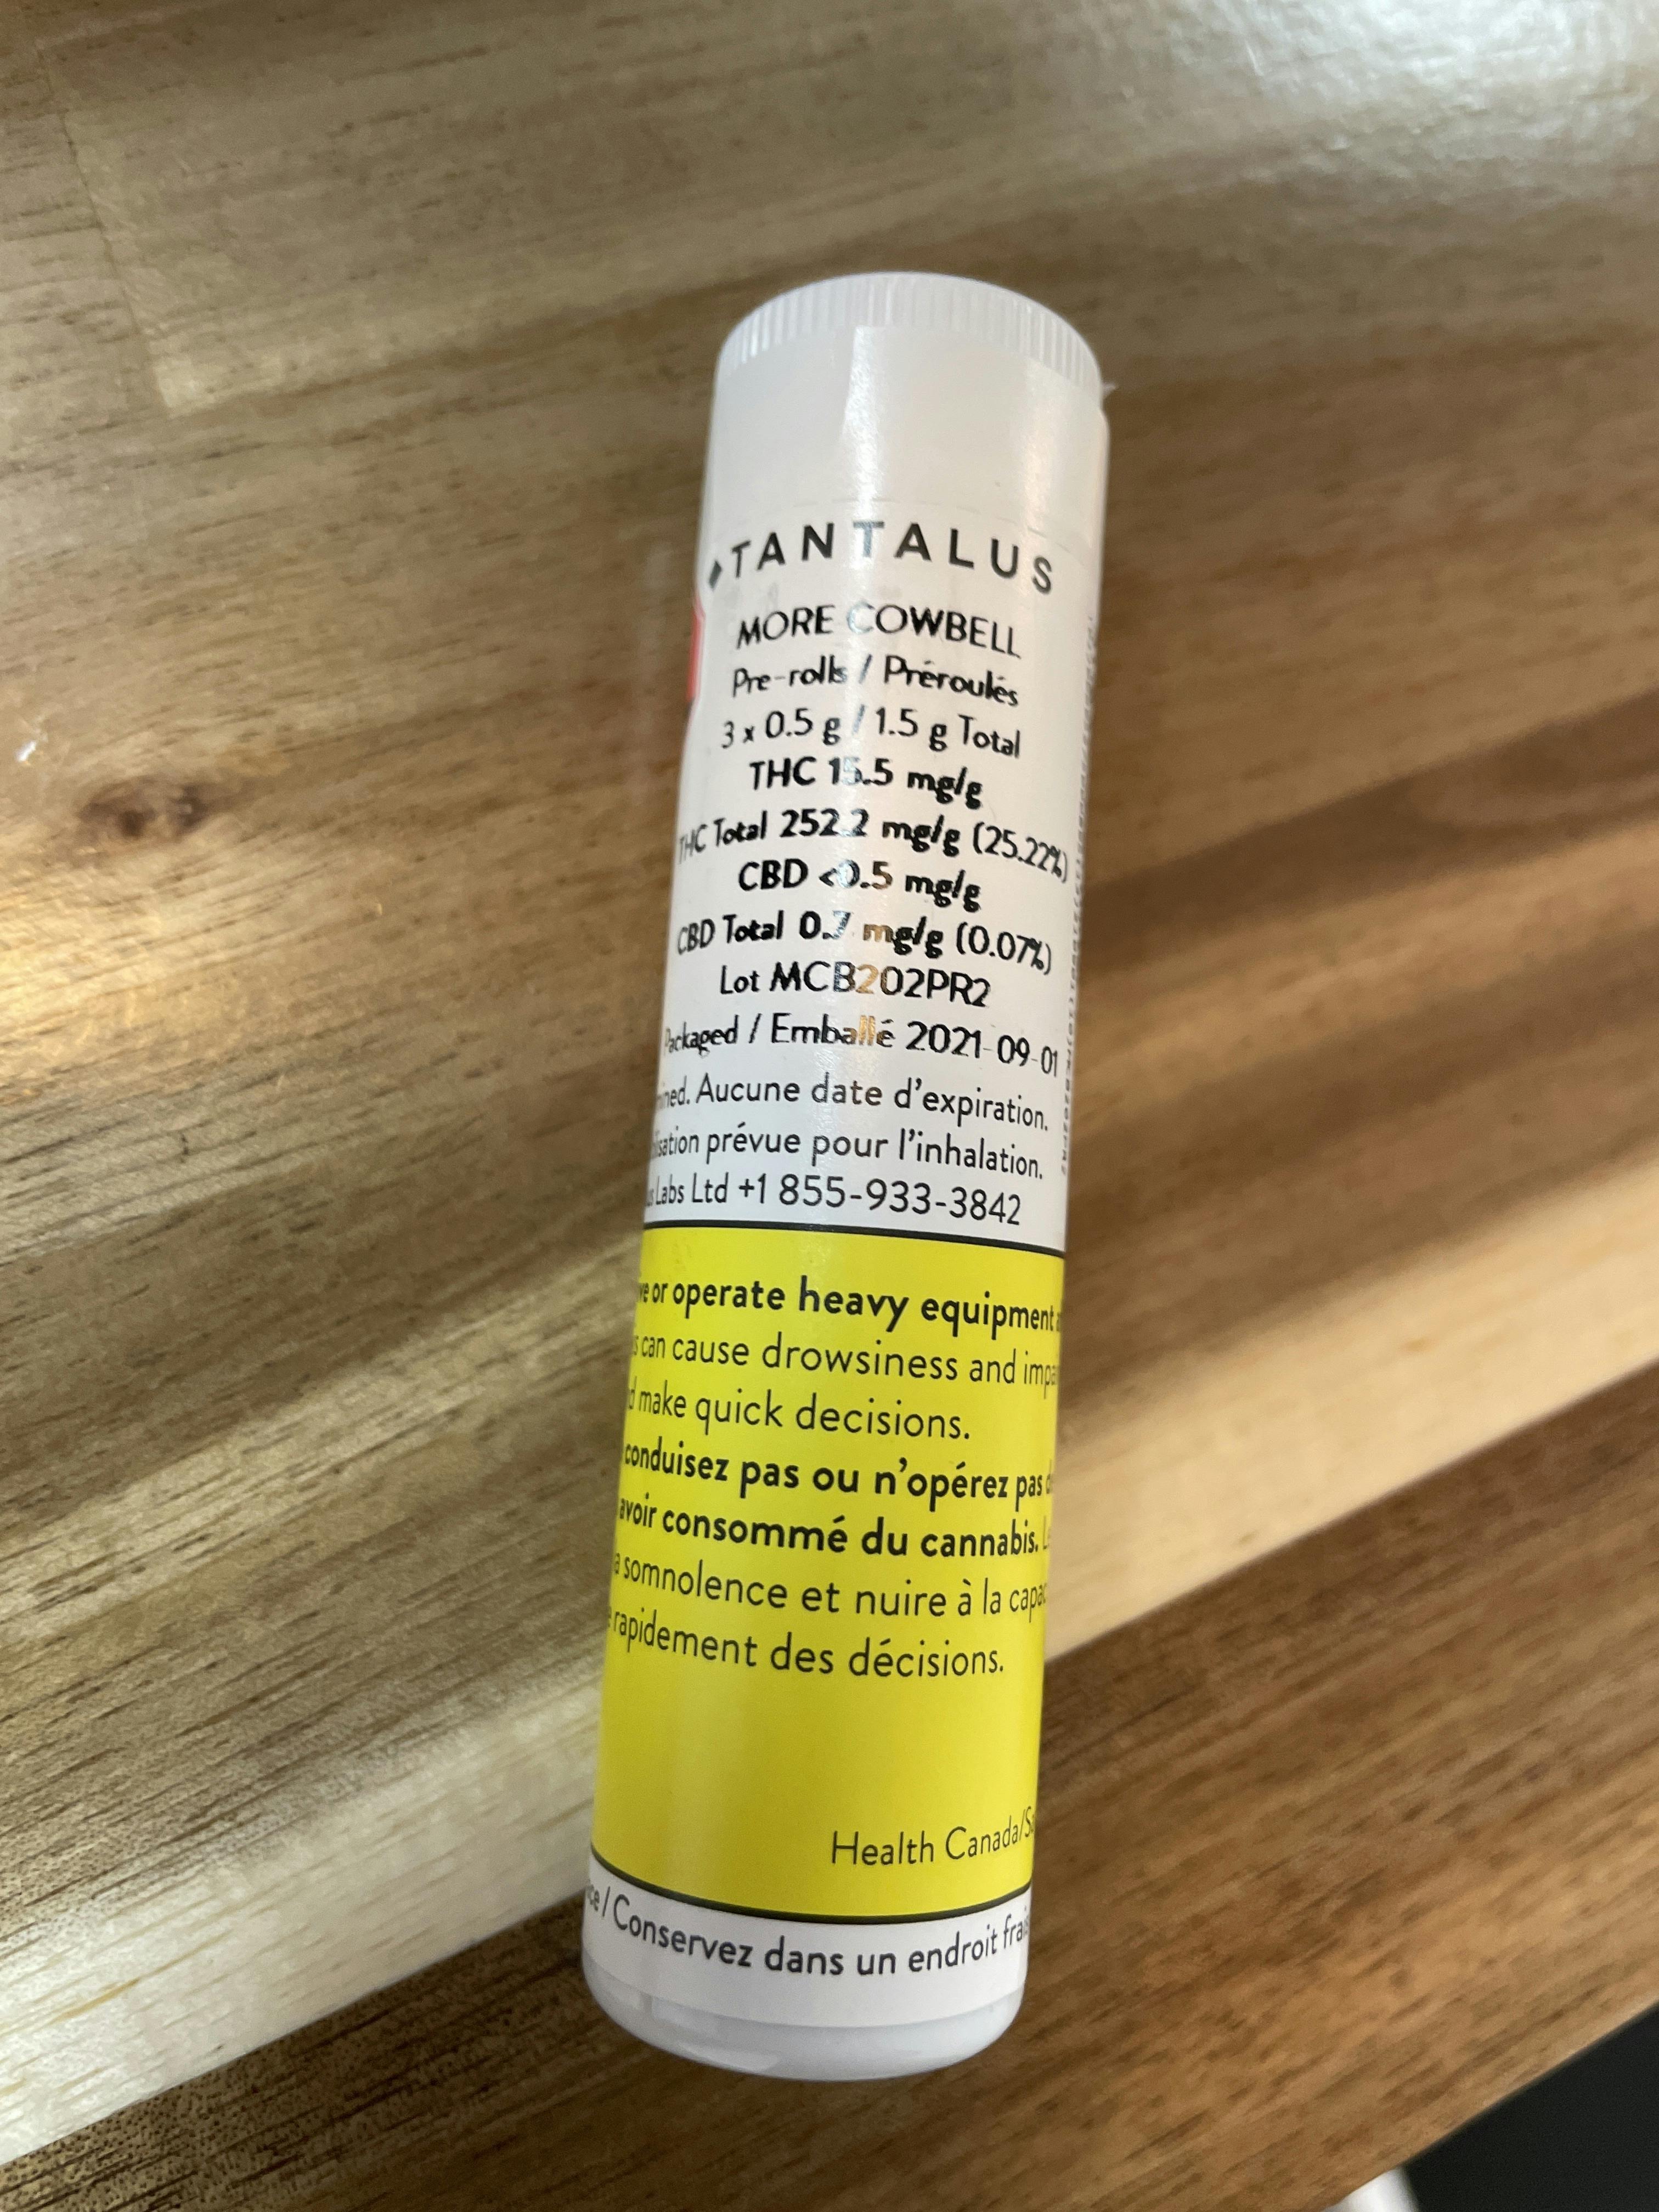 TANTALUS
MORE COWBELL
Pre-rolls / Préroulés
3 x 0.5 g / 1.5 g Total
THC 15.5 mg/g
THC Total 252.2 mg/g (25.22%)
CBD <0.5 mg/g
CBD Total 0.7 mg/g (0.07%)
Lot MCB202PR2
Packaged / Emballé 2021-09-01
Aucune date d'expiration.
prévue pour l'inhalation.
Labs Ltd +1 855-933-3842
or operate heavy equipment
can cause drowsiness and
make quick decisions.
conduisez pas ou n'opérez pas
avoir consommé du cannabis.
somnolence et nuire à la
rapidement des décisions.
Health Canada/
/ Conservez dans un endroit